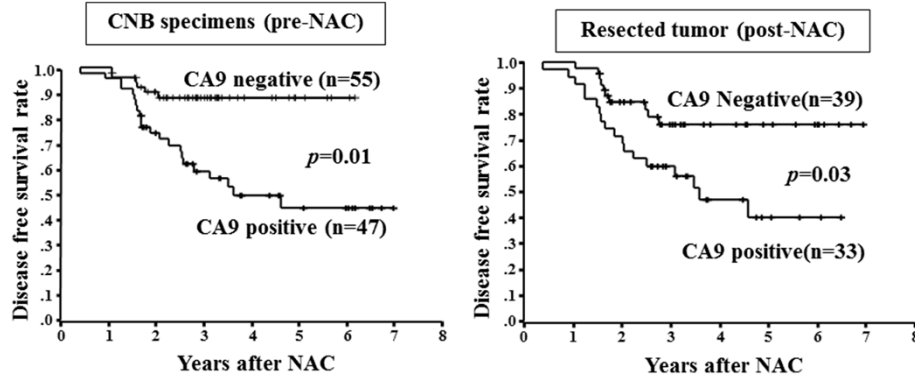 CNB specimens (pre-NAC)
Disease free survival rate
1.0
.9
.8
.7
.6
.5
.4
.3
.2
.1
.0
CA9 negative (n=55)
p=0.01
CA9 positive (n=47)
0 1 2 3 4 5 6 7 8
Years after NAC
Resected tumor (post-NAC)
Disease free survival rate
1.0
.9
.8
.7
.6
.5
.4
.3
.2
.1
.0
CA9 Negative(n=39)
p=0.03
CA9 positive(n=33)
0 1 2 3 4 5 6 7 8
Years after NAC